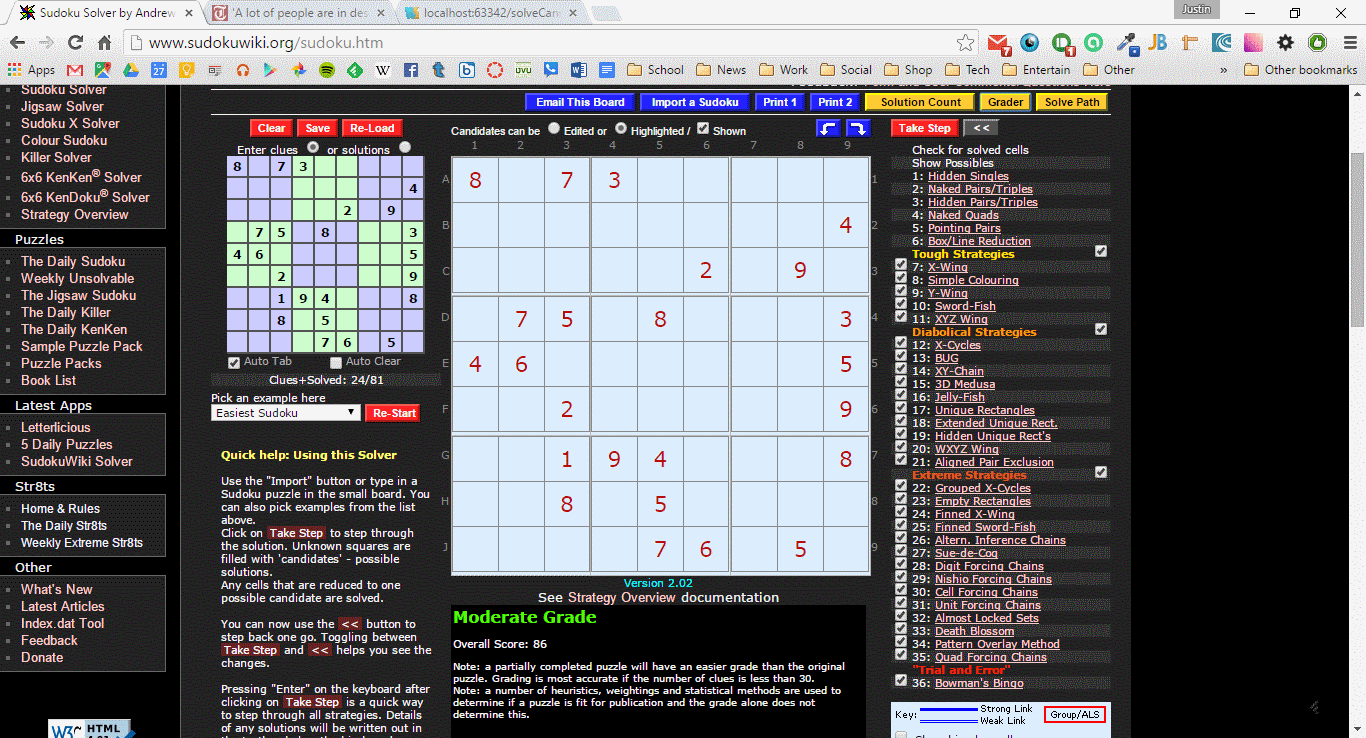 Sudoku Solver by Andrew
'A lot of people are in des
localhost:63342/solveCan
Justin
www.sudokuwiki.org/sudoku.htm
Apps 27 W uvu School News Work Social Shop Tech Entertain Other » Other bookmarks
Email This Board Import a Sudoku Print 1 Print 2 Solution Count Grader Solve Path
Sudoku Solver
Jigsaw Solver
Sudoku X Solver
Colour Sudoku
Killer Solver
6x6 KenKen® Solver
6x6 KenDoku® Solver
Strategy Overview
Puzzles
The Daily Sudoku
Weekly Unsolvable
The Jigsaw Sudoku
The Daily Killer
The Daily KenKen
Sample Puzzle Pack
Puzzle Packs
Book List
Latest Apps
Letterlicious
5 Daily Puzzles
SudokuWiki Solver
Str8ts
Home & Rules
The Daily Str8ts
Weekly Extreme Str8ts
Other
What's New
Latest Articles
Index.dat Tool
Feedback
Donate
W3C HTML
Clear Save Re-Load
Enter clues or solutions
8 7 3
4
2 9
7 5 8 3
4 6 5
2 9
1 9 4 8
8 5
7 6 5
Auto Tab Auto Clear
Clues+Solved: 24/81
Pick an example here
Easiest Sudoku Re-Start
Quick help: Using this Solver
Use the "Import" button or type in a
Sudoku puzzle in the small board. You
can also pick examples from the list
above.
Click on Take Step to step through
the solution. Unknown squares are
filled with 'candidates' - possible
solutions.
Any cells that are reduced to one
possible candidate are solved.
You can now use the << button to
step back one go. Toggling between
Take Step and << helps you see the
changes.
Pressing "Enter" on the keyboard after
clicking on Take Step is a quick way
to step through all strategies. Details
of any solutions will be written out in
Candidates can be Edited or Highlighted / Shown
1 2 3 4 5 6 7 8 9
A 8 7 3 1
B 4 2
C 2 9 3
D 7 5 8 3 4
E 4 6 5 5
F 2 9 6
G 1 9 4 8 7
H 8 5 8
J 7 6 5 9
Version 2.02
See Strategy Overview documentation
Moderate Grade
Overall Score: 86
Note: a partially completed puzzle will have an easier grade than the original
puzzle. Grading is most accurate if the number of clues is less than 30.
Note: a number of heuristics, weightings and statistical methods are used to
determine if a puzzle is fit for publication and the grade alone does not
determine this.
Take Step <<
Check for solved cells
Show Possibles
1: Hidden Singles
2: Naked Pairs/Triples
3: Hidden Pairs/Triples
4: Naked Quads
5: Pointing Pairs
6: Box/Line Reduction
Tough Strategies
7: X-Wing
8: Simple Colouring
9: Y-Wing
10: Sword-Fish
11: XYZ Wing
Diabolical Strategies
12: X-Cycles
13: BUG
14: XY-Chain
15: 3D Medusa
16: Jelly-Fish
17: Unique Rectangles
18: Extended Unique Rect.
19: Hidden Unique Rect's
20: WXYZ Wing
21: Aligned Pair Exclusion
Extreme Strategies
22: Grouped X-Cycles
23: Empty Rectangles
24: Finned X-Wing
25: Finned Sword-Fish
26: Altern. Inference Chains
27: Sue-de-Coq
28: Digit Forcing Chains
29: Nishio Forcing Chains
30: Cell Forcing Chains
31: Unit Forcing Chains
32: Almost Locked Sets
33: Death Blossom
34: Pattern Overlay Method
35: Quad Forcing Chains
"Trial and Error"
36: Bowman's Bingo
Key: Strong Link
Weak Link
Group/ALS